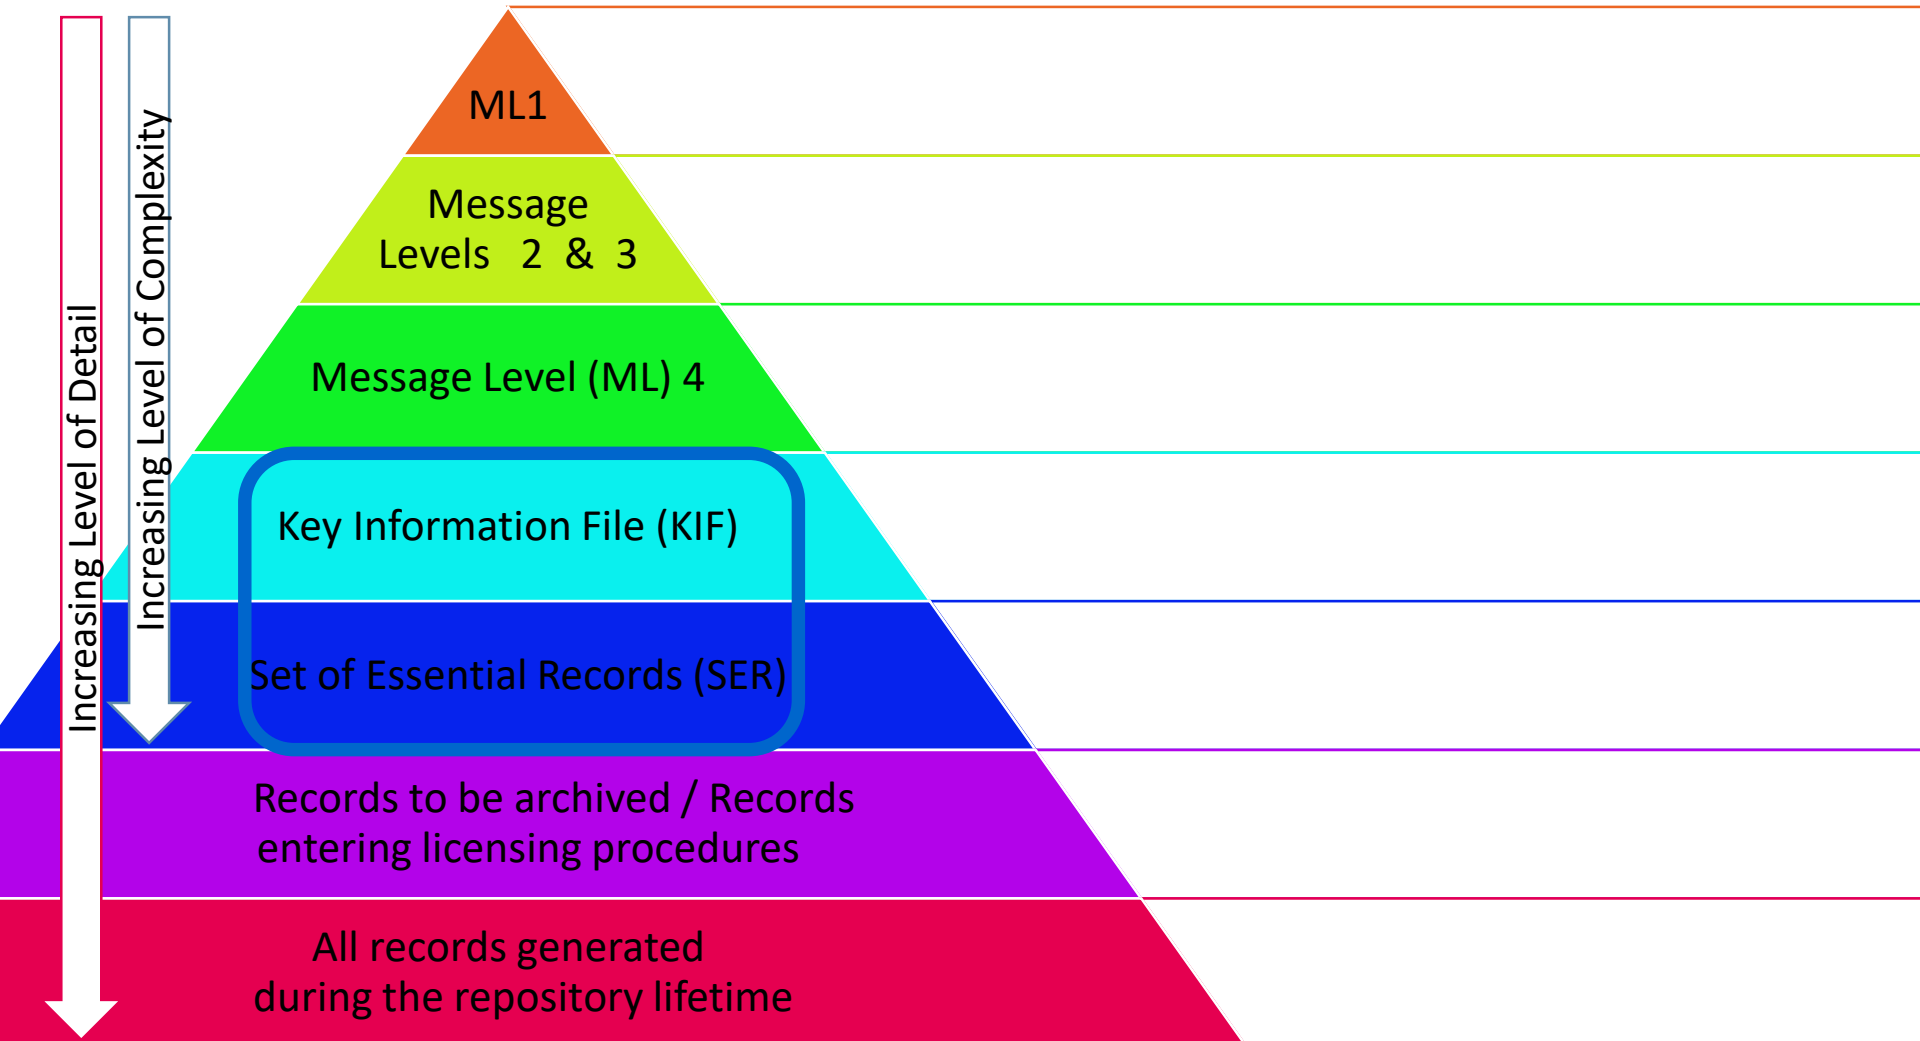 ML1
Message
Levels 2 & 3
Message Level (ML) 4
Key Information File (KIF)
Set of Essential Records (SER)
Records to be archived / Records
entering licensing procedures
All records generated
during the repository lifetime
Increasing Level of Detail
Increasing Level of Complexity